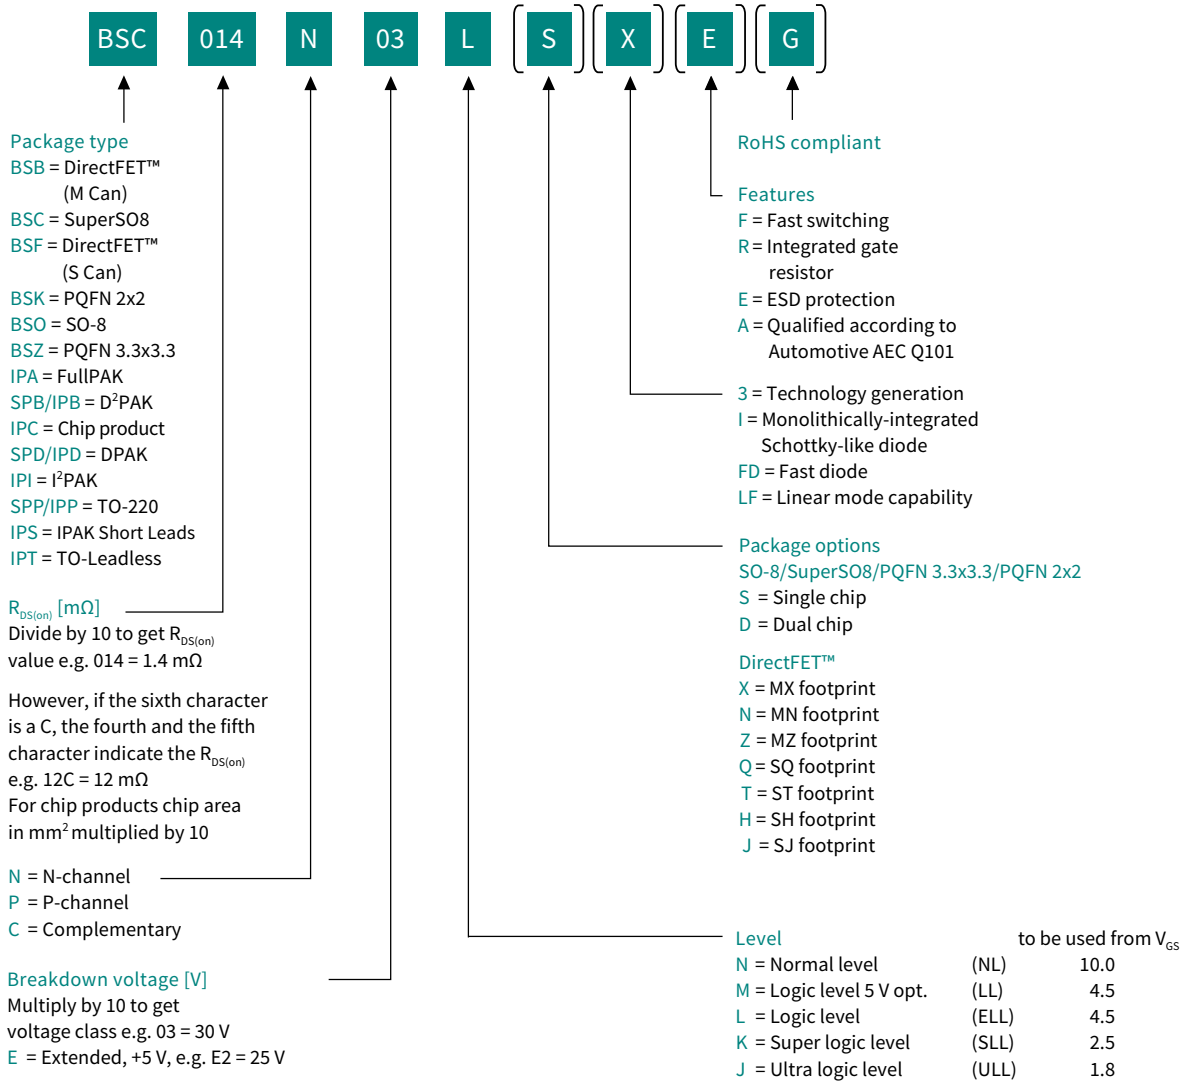 BSC 014 N 03 L S X E G
Package type
BSB = DirectFET™
(M Can)
BSC = SuperSO8
BSF = DirectFET™
(S Can)
BSK = PQFN 2x2
BSO = SO-8
BSZ = PQFN 3.3x3.3
IPA = FullPAK
SPB/IPB = D²PAK
IPC = Chip product
SPD/IPD = DPAK
IPI = I²PAK
SPP/IPP = TO-220
IPS = IPAK Short Leads
IPT = TO-Leadless
R_DS(on) [mΩ]
Divide by 10 to get R_DS(on)
value e.g. 014 = 1.4 mΩ
However, if the sixth character
is a C, the fourth and the fifth
character indicate the R_DS(on)
e.g. 12C = 12 mΩ
For chip products chip area
in mm² multiplied by 10
N = N-channel
P = P-channel
C = Complementary
Breakdown voltage [V]
Multiply by 10 to get
voltage class e.g. 03 = 30 V
E = Extended, +5 V, e.g. E2 = 25 V
RoHS compliant
Features
F = Fast switching
R = Integrated gate
resistor
E = ESD protection
A = Qualified according to
Automotive AEC Q101
3 = Technology generation
I = Monolithically-integrated
Schottky-like diode
FD = Fast diode
LF = Linear mode capability
Package options
SO-8/SuperSO8/PQFN 3.3x3.3/PQFN 2x2
S = Single chip
D = Dual chip
DirectFET™
X = MX footprint
N = MN footprint
Z = MZ footprint
Q = SQ footprint
T = ST footprint
H = SH footprint
J = SJ footprint
Level to be used from V_GS
N = Normal level (NL) 10.0
M = Logic level 5 V opt. (LL) 4.5
L = Logic level (ELL) 4.5
K = Super logic level (SLL) 2.5
J = Ultra logic level (ULL) 1.8